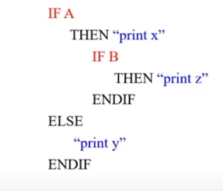 IF A
THEN “print x”
IF B
THEN “print z”
ENDIF
ELSE
“print y”
ENDIF